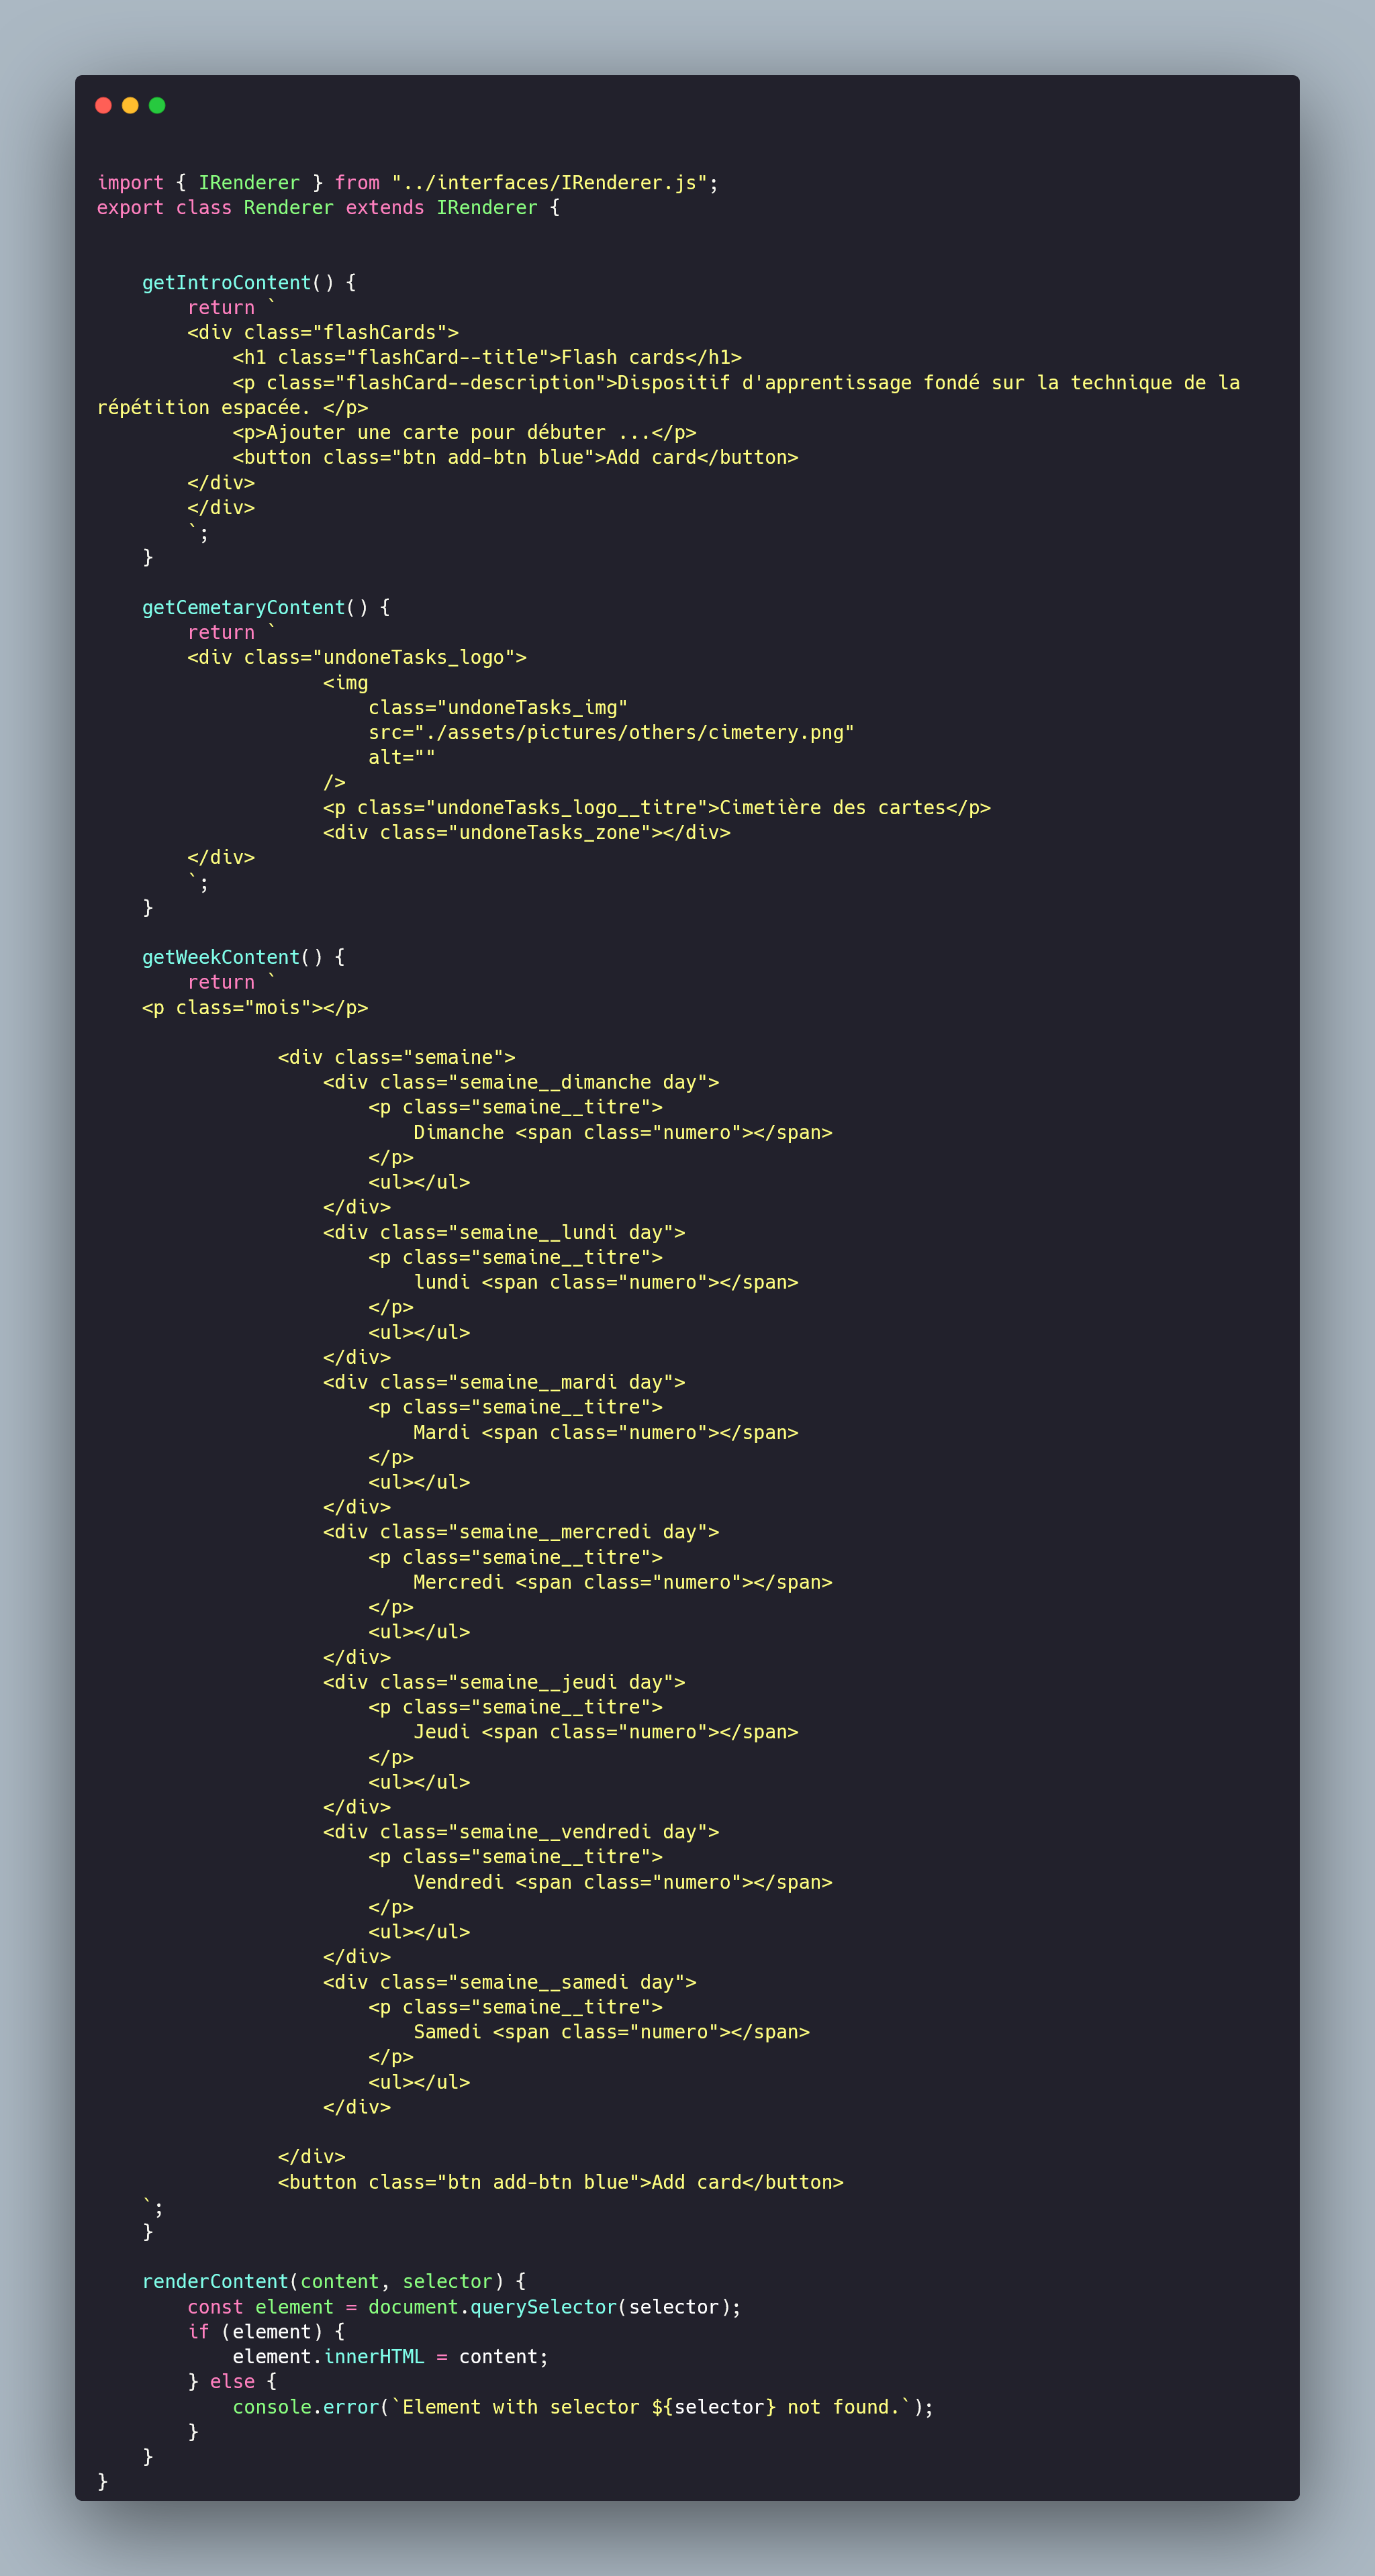 import { IRenderer } from "../interfaces/IRenderer.js";
export class Renderer extends IRenderer {
    getIntroContent() {
        return `
        <div class="flashCards">
            <h1 class="flashCard--title">Flash cards</h1>
            <p class="flashCard--description">Dispositif d'apprentissage fondé sur la technique de la
répétition espacée. </p>
            <p>Ajouter une carte pour débuter ...</p>
            <button class="btn add-btn blue">Add card</button>
        </div>
        </div>
        `;
    }
    getCemetaryContent() {
        return `
        <div class="undoneTasks_logo">
                    <img
                        class="undoneTasks_img"
                        src="./assets/pictures/others/cimetery.png"
                        alt=""
                    />
                    <p class="undoneTasks_logo__titre">Cimetière des cartes</p>
                    <div class="undoneTasks_zone"></div>
        </div>
        `;
    }
    getWeekContent() {
        return `
    <p class="mois"></p>
                <div class="semaine">
                    <div class="semaine__dimanche day">
                        <p class="semaine__titre">
                            Dimanche <span class="numero"></span>
                        </p>
                        <ul></ul>
                    </div>
                    <div class="semaine__lundi day">
                        <p class="semaine__titre">
                            lundi <span class="numero"></span>
                        </p>
                        <ul></ul>
                    </div>
                    <div class="semaine__mardi day">
                        <p class="semaine__titre">
                            Mardi <span class="numero"></span>
                        </p>
                        <ul></ul>
                    </div>
                    <div class="semaine__mercredi day">
                        <p class="semaine__titre">
                            Mercredi <span class="numero"></span>
                        </p>
                        <ul></ul>
                    </div>
                    <div class="semaine__jeudi day">
                        <p class="semaine__titre">
                            Jeudi <span class="numero"></span>
                        </p>
                        <ul></ul>
                    </div>
                    <div class="semaine__vendredi day">
                        <p class="semaine__titre">
                            Vendredi <span class="numero"></span>
                        </p>
                        <ul></ul>
                    </div>
                    <div class="semaine__samedi day">
                        <p class="semaine__titre">
                            Samedi <span class="numero"></span>
                        </p>
                        <ul></ul>
                    </div>
                </div>
                <button class="btn add-btn blue">Add card</button>
    `;
    }
    renderContent(content, selector) {
        const element = document.querySelector(selector);
        if (element) {
            element.innerHTML = content;
        } else {
            console.error(`Element with selector ${selector} not found.`);
        }
    }
}